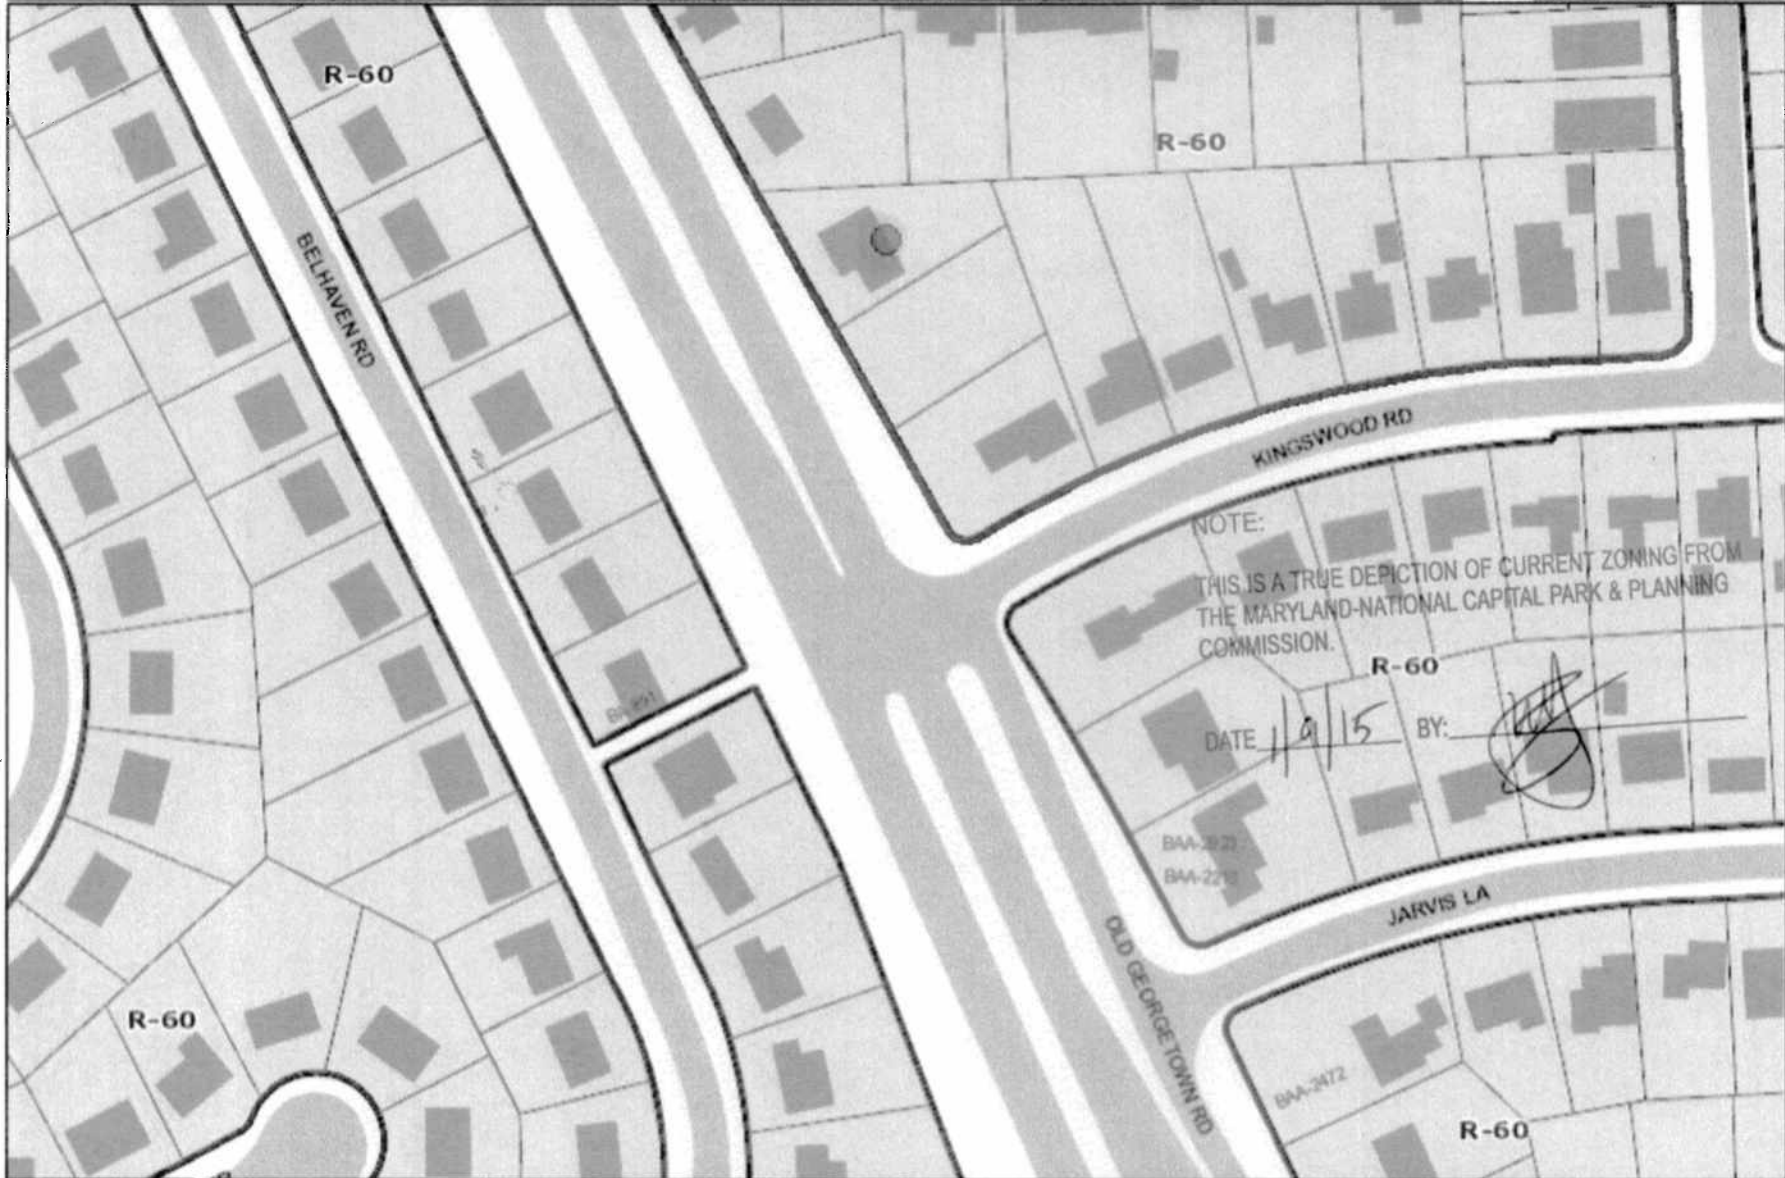 R-60
R-60
BELHAVEN RD
KINGSWOOD RD
NOTE:
THIS IS A TRUE DEPICTION OF CURRENT ZONING FROM
THE MARYLAND-NATIONAL CAPITAL PARK & PLANNING
COMMISSION.
R-60
DATE 1/9/15 BY:
JARVIS LA
OLD GEORGETOWN RD
BAA-2472
R-60
R-60